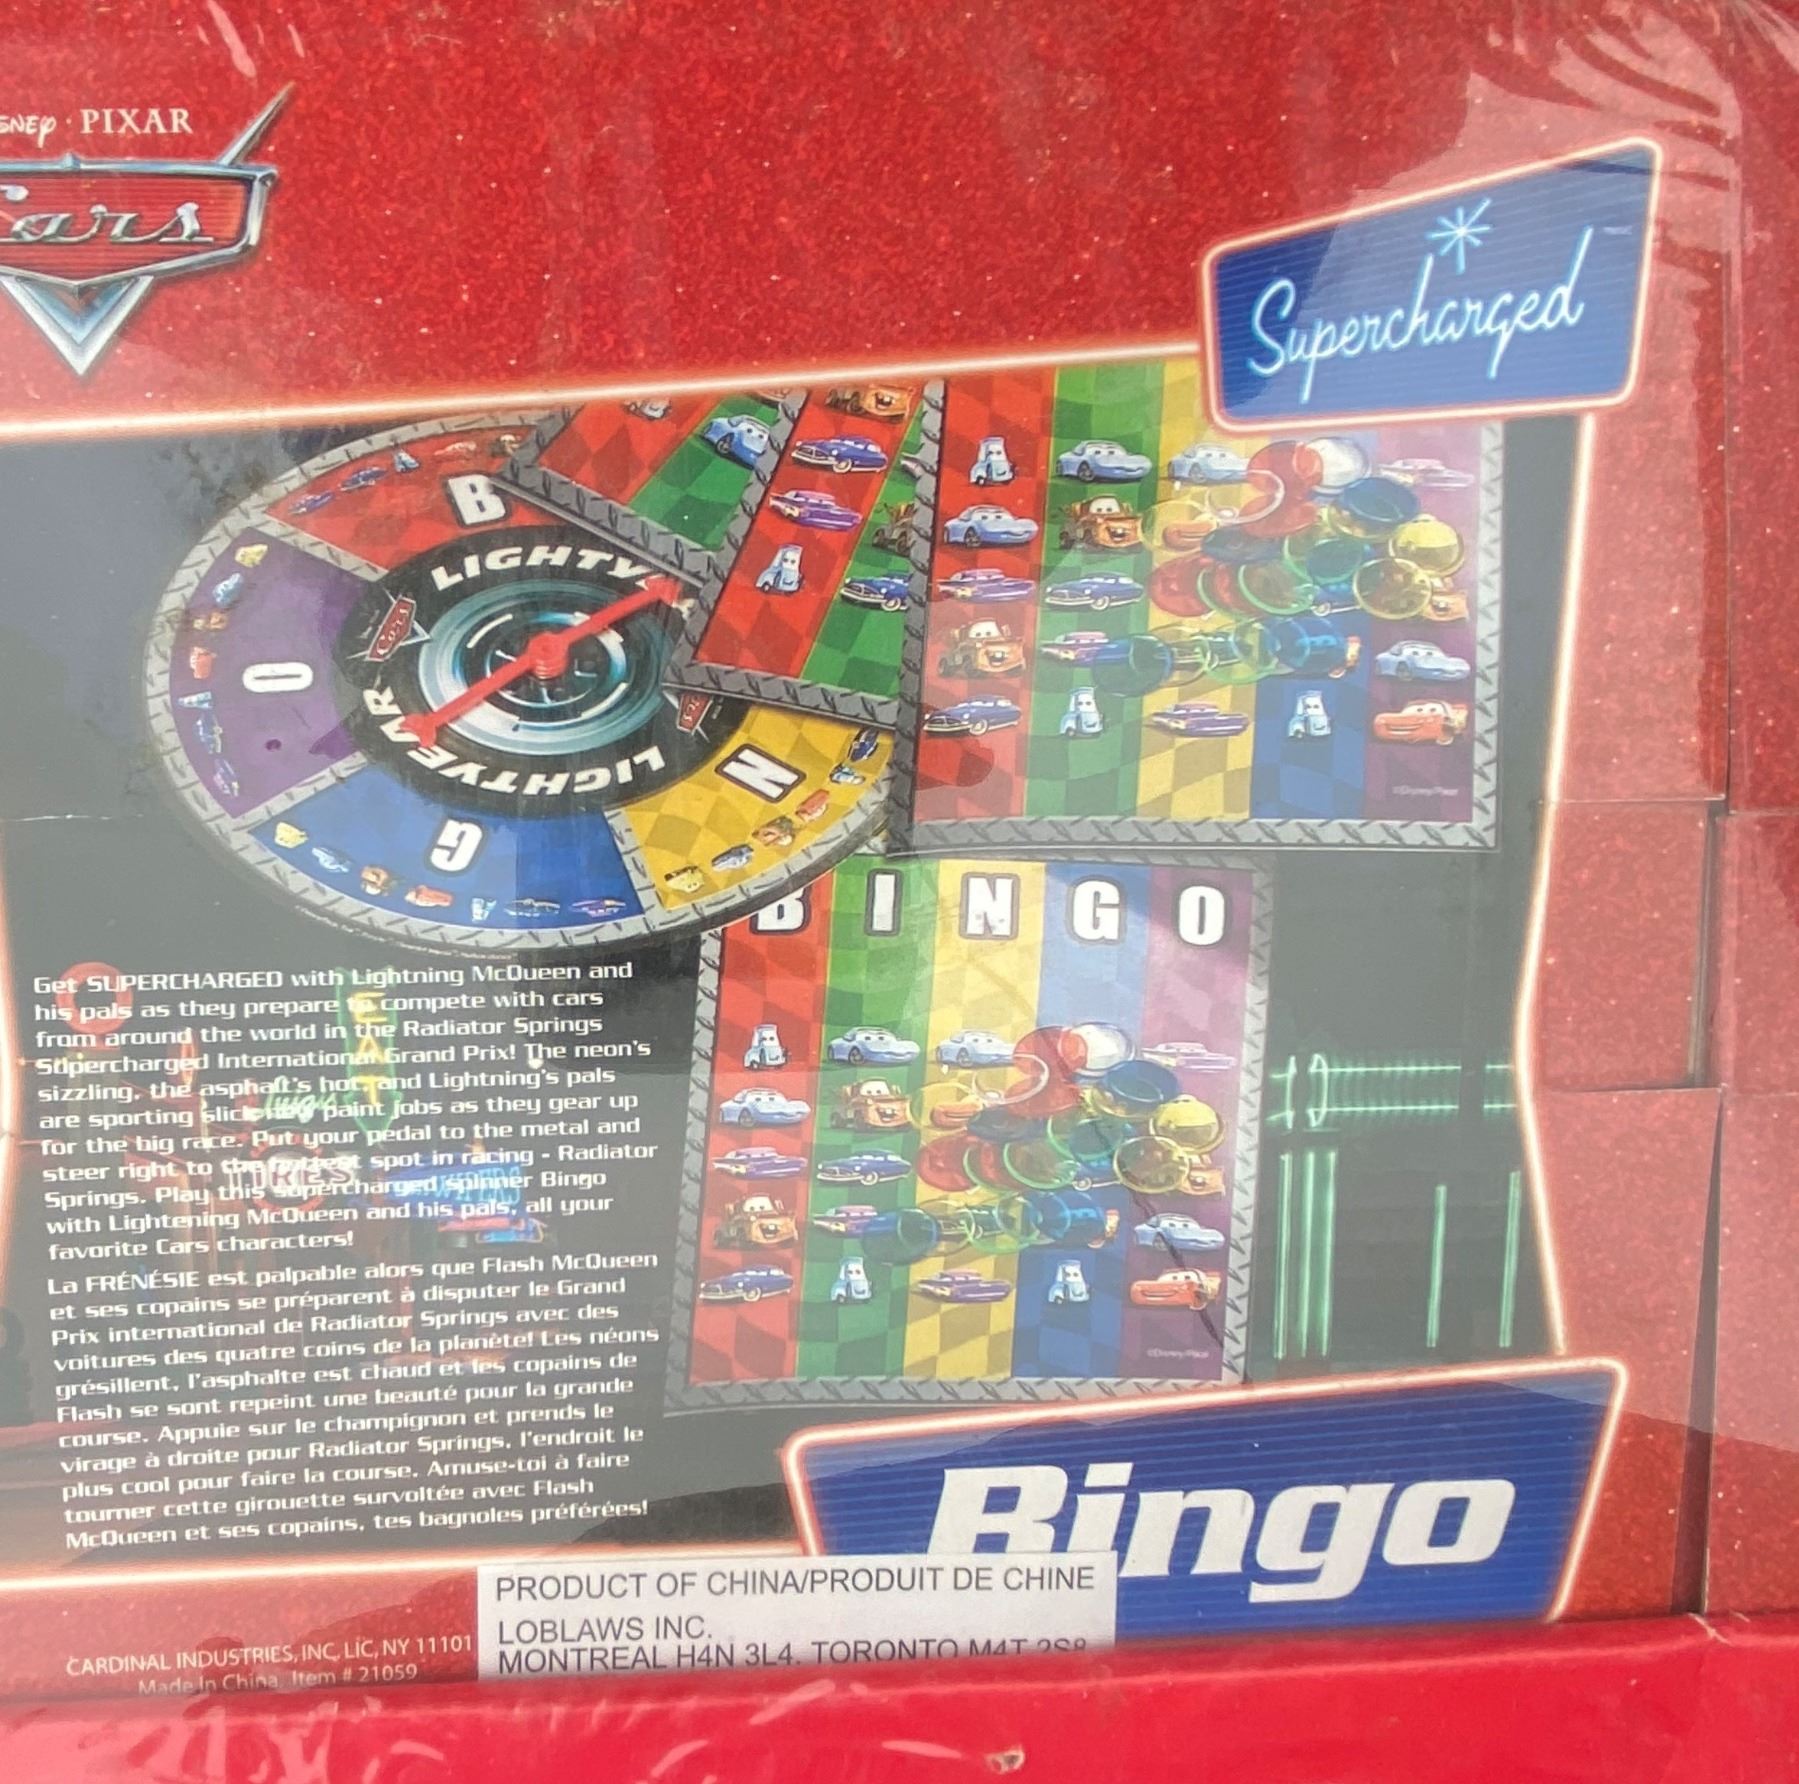 PIXAR
Cars
Supercharged
B
LIGHTY
O
LIGHTYEAR
N
G
©Disney/Pixar
B I N G O
©Disney/Pixar
Get SUPERCHARGED with Lightning McQueen and
his pals as they prepare to compete with cars
from around the world in the Radiator Springs
Supercharged International Grand Prix! The neon's
sizzling, the asphalt's hot, and Lightning's pals
are sporting slick paint jobs as they gear up
for the big race. Put your pedal to the metal and
steer right to the hottest spot in racing - Radiator
Springs. Play this supercharged spinner Bingo
with Lightening McQueen and his pals, all your
favorite Cars characters!
La FRÉNÉSIE est palpable alors que Flash McQueen
et ses copains se préparent à disputer le Grand
Prix international de Radiator Springs avec des
voitures des quatre coins de la planète! Les néons
grésillent, l'asphalte est chaud et les copains de
Flash se sont repeint une beauté pour la grande
course. Appuie sur le champignon et prends le
virage à droite pour Radiator Springs, l'endroit le
plus cool pour faire la course. Amuse-toi à faire
tourner cette girouette survoltée avec Flash
McQueen et ses copains, tes bagnoles préférées!
TIRES
Bingo
PRODUCT OF CHINA/PRODUIT DE CHINE
LOBLAWS INC.
MONTREAL H4N 3L4. TORONTO M4T 2S8
CARDINAL INDUSTRIES, INC, LIC, NY 11101
Made In China, Item # 21059